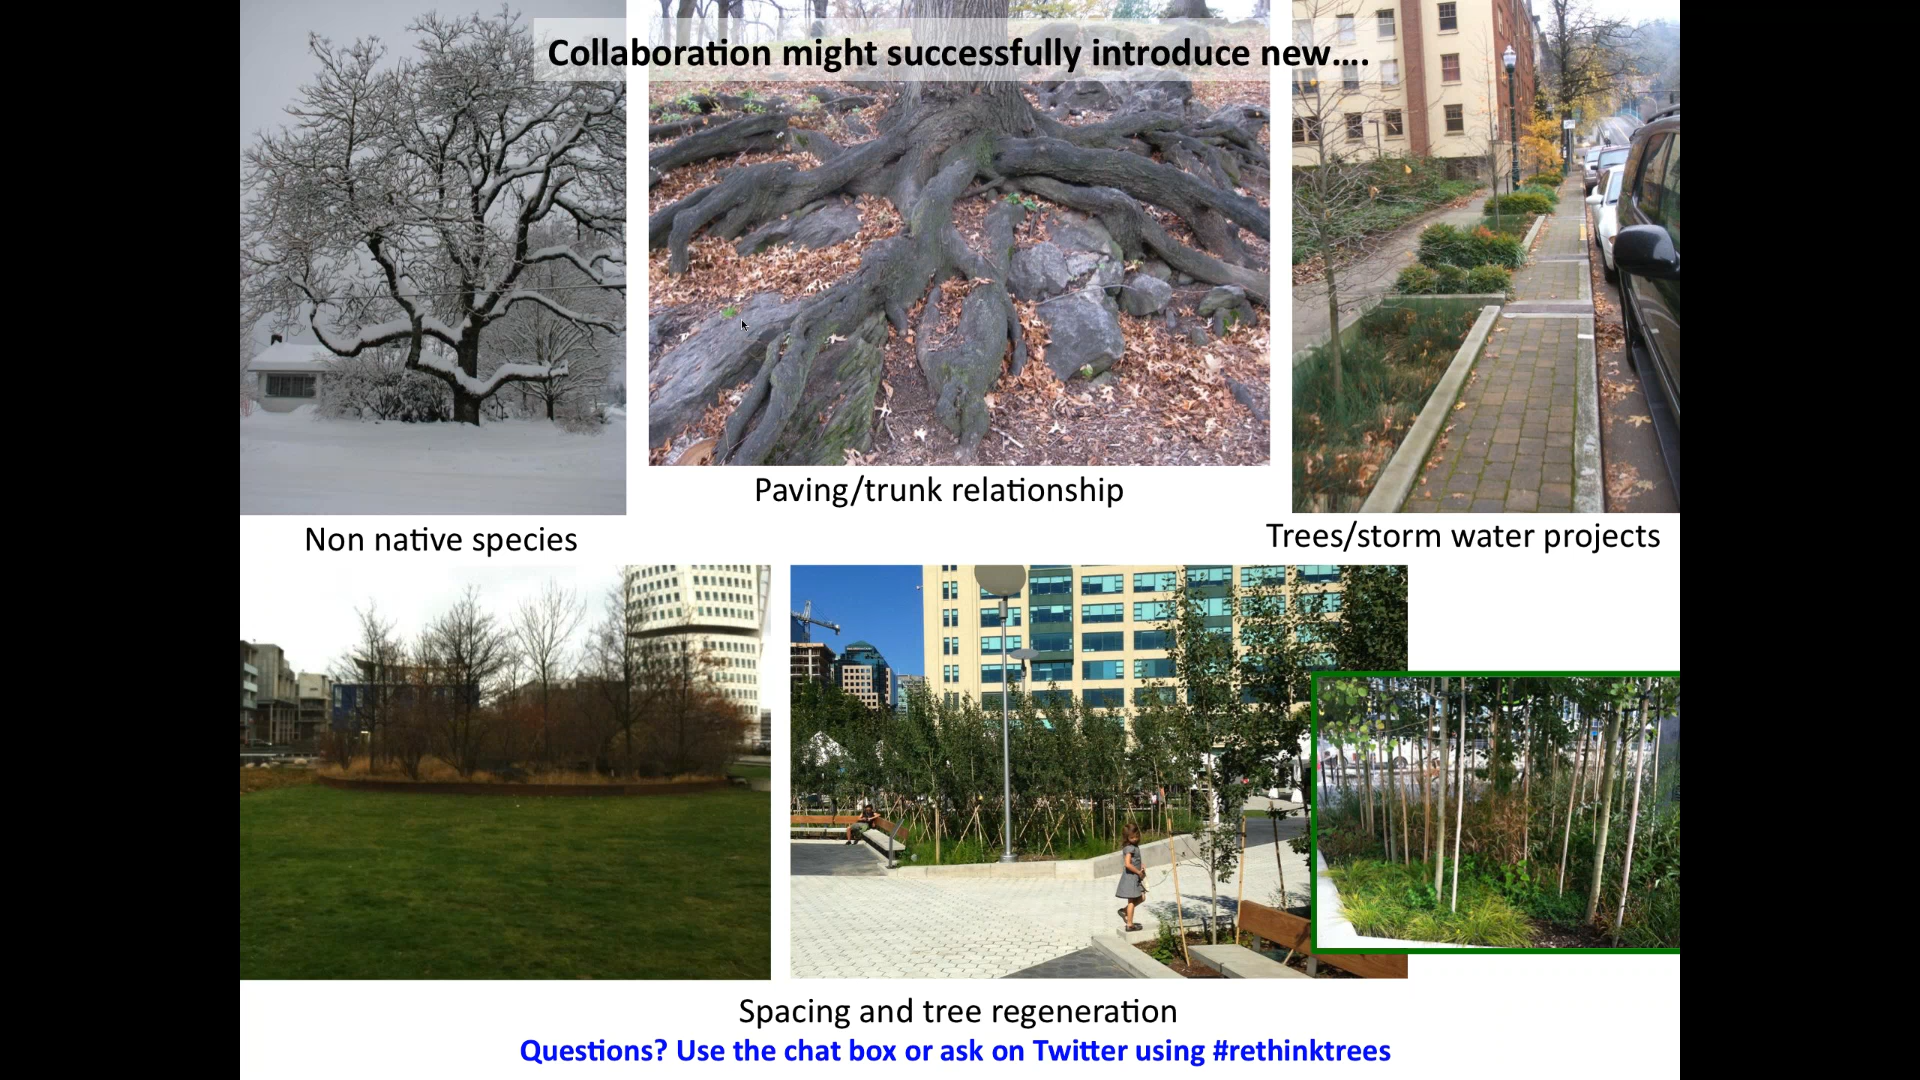 Collaboration might successfully introduce new....
Paving/trunk relationship
Non native species
Trees/storm water projects
Spacing and tree regeneration
Questions? Use the chat box or ask on Twitter using #rethinktrees